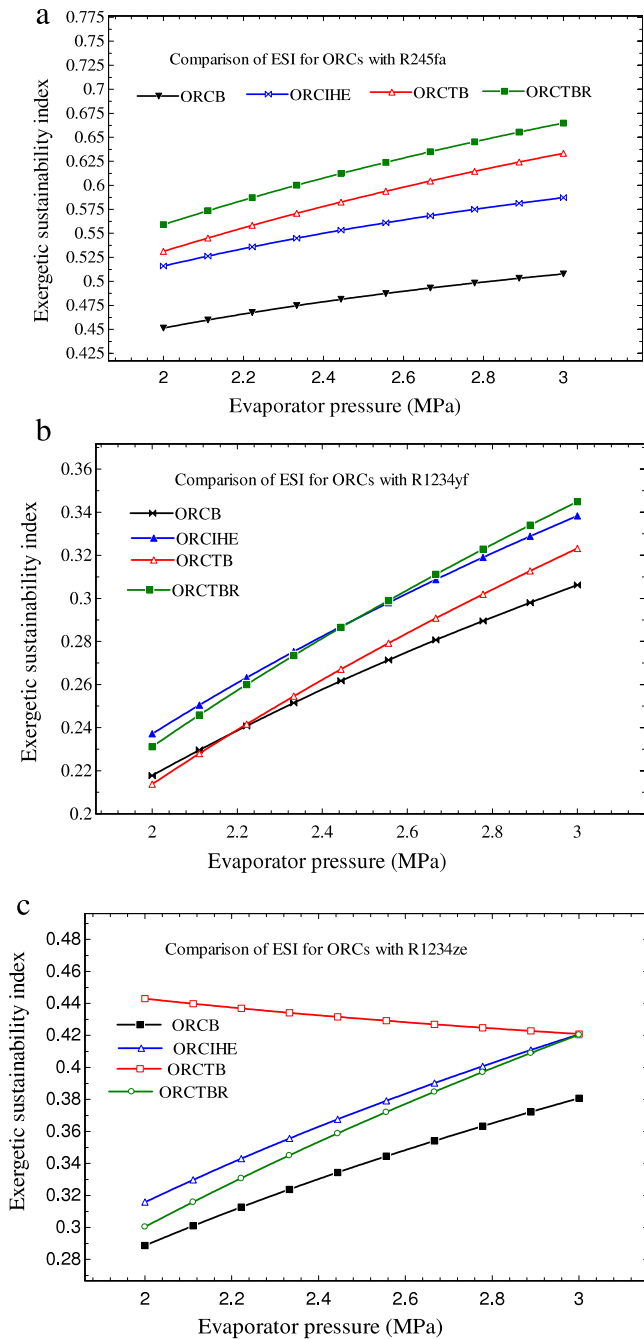 a
0.775
0.75
0.725
0.7
0.675
0.65
0.625
0.6
0.575
0.55
0.525
0.5
0.475
0.45
0.425
Exergetic sustainability index
Comparison of ESI for ORCs with R245fa
ORCB ORCIHE ORCTB ORCTBR
2 2.2 2.4 2.6 2.8 3
Evaporator pressure (MPa)
b
0.36
0.34
0.32
0.3
0.28
0.26
0.24
0.22
0.2
Exergetic sustainability index
Comparison of ESI for ORCs with R1234yf
ORCB
ORCIHE
ORCTB
ORCTBR
2 2.2 2.4 2.6 2.8 3
Evaporator pressure (MPa)
c
0.48
0.46
0.44
0.42
0.4
0.38
0.36
0.34
0.32
0.3
0.28
Exergetic sustainability index
Comparison of ESI for ORCs with R1234ze
ORCB
ORCIHE
ORCTB
ORCTBR
2 2.2 2.4 2.6 2.8 3
Evaporator pressure (MPa)